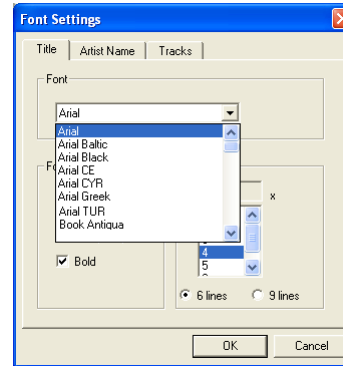 Font Settings
Title Artist Name Tracks
Font
Arial
Arial
Arial Baltic
Arial Black
Arial CE
Arial CYR
Arial Greek
Arial TUR
Book Antiqua
x
4
5
Bold
6 lines 9 lines
OK Cancel